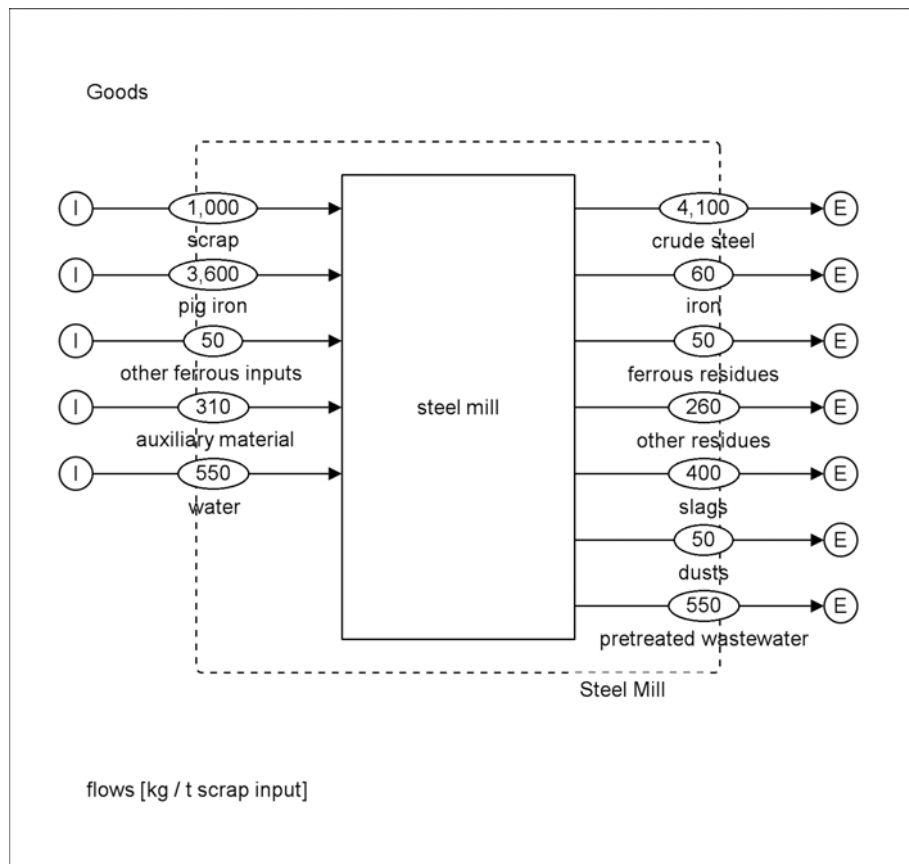 Goods
I 1,000 4,100 E
scrap crude steel
I 3,600 60 E
pig iron iron
I 50 50 E
other ferrous inputs ferrous residues
I 310 steel mill 260 E
auxiliary material other residues
I 550 400 E
water slags
50 E
dusts
550 E
pretreated wastewater
Steel Mill
flows [kg / t scrap input]